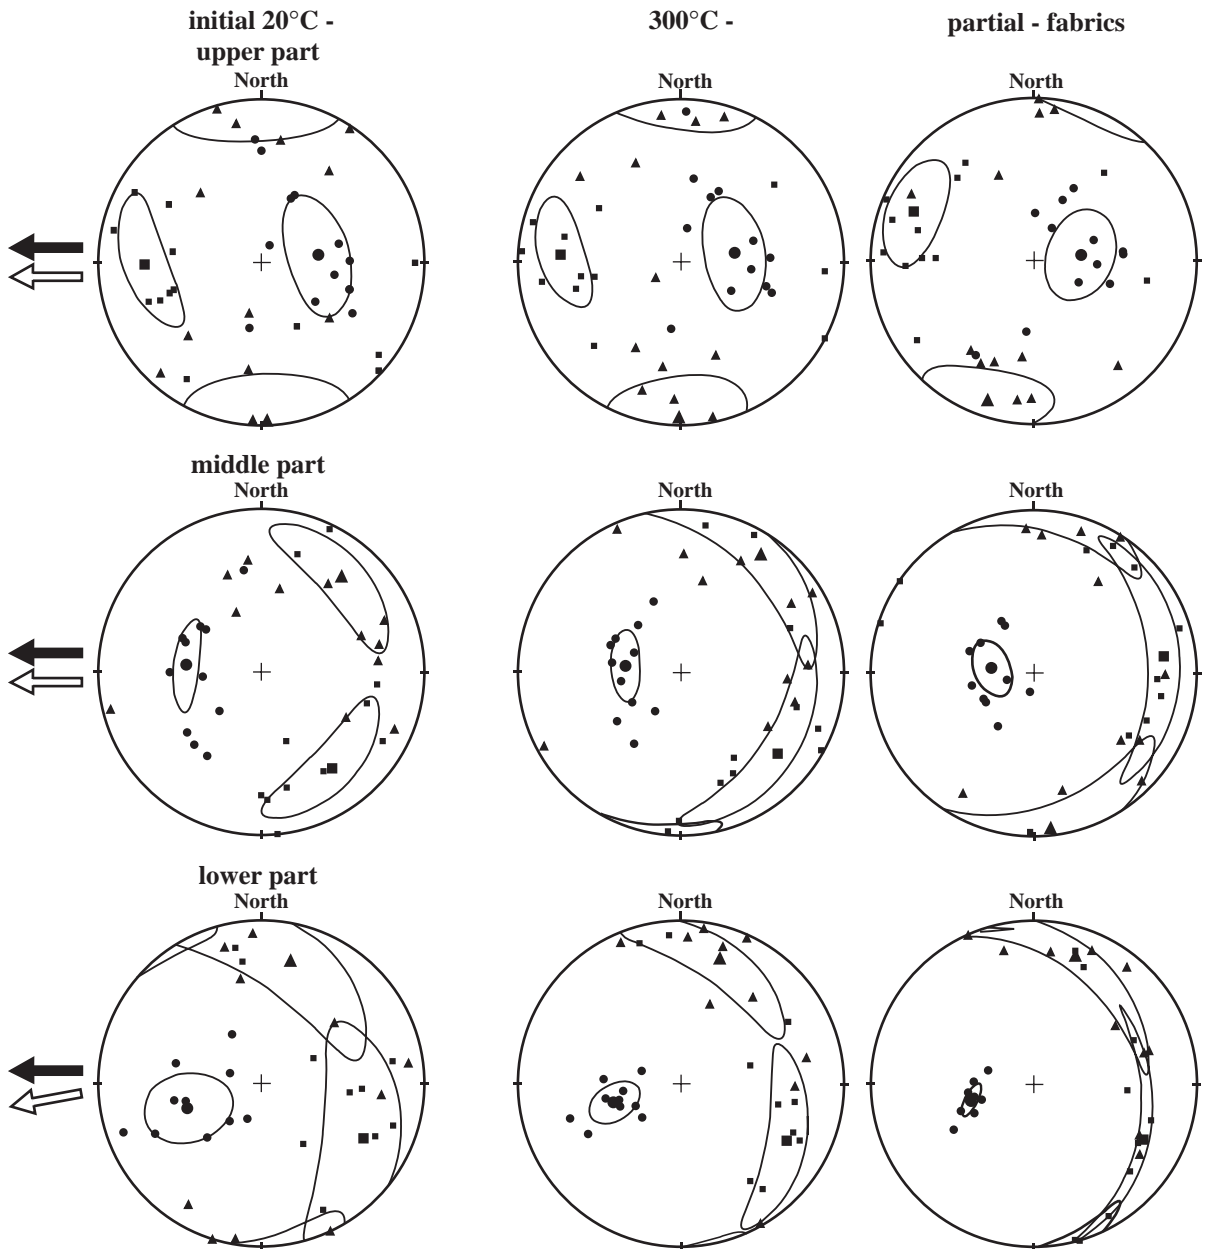 initial 20°C -
upper part
300°C -
partial - fabrics
North
North
North
middle part
North
North
North
lower part
North
North
North